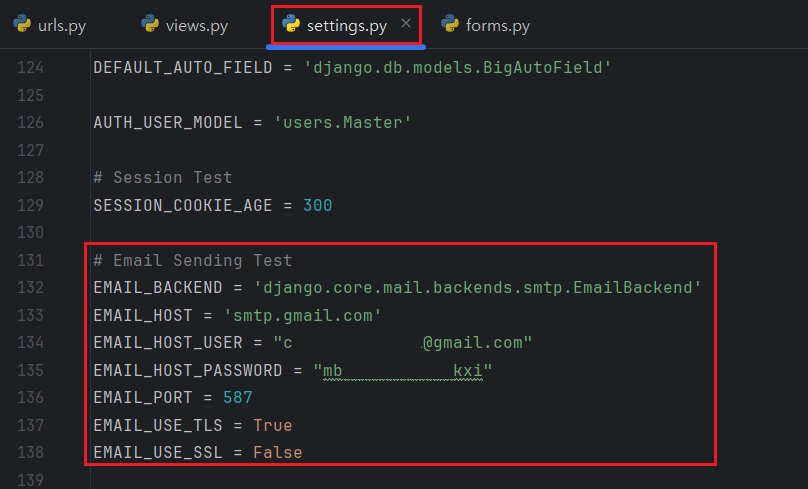 urls.py views.py settings.py × forms.py
124 DEFAULT_AUTO_FIELD = 'django.db.models.BigAutoField'
125
126 AUTH_USER_MODEL = 'users.Master'
127
128 # Session Test
129 SESSION_COOKIE_AGE = 300
130
131 # Email Sending Test
132 EMAIL_BACKEND = 'django.core.mail.backends.smtp.EmailBackend'
133 EMAIL_HOST = 'smtp.gmail.com'
134 EMAIL_HOST_USER = "c @gmail.com"
135 EMAIL_HOST_PASSWORD = "mb kxi"
136 EMAIL_PORT = 587
137 EMAIL_USE_TLS = True
138 EMAIL_USE_SSL = False
139